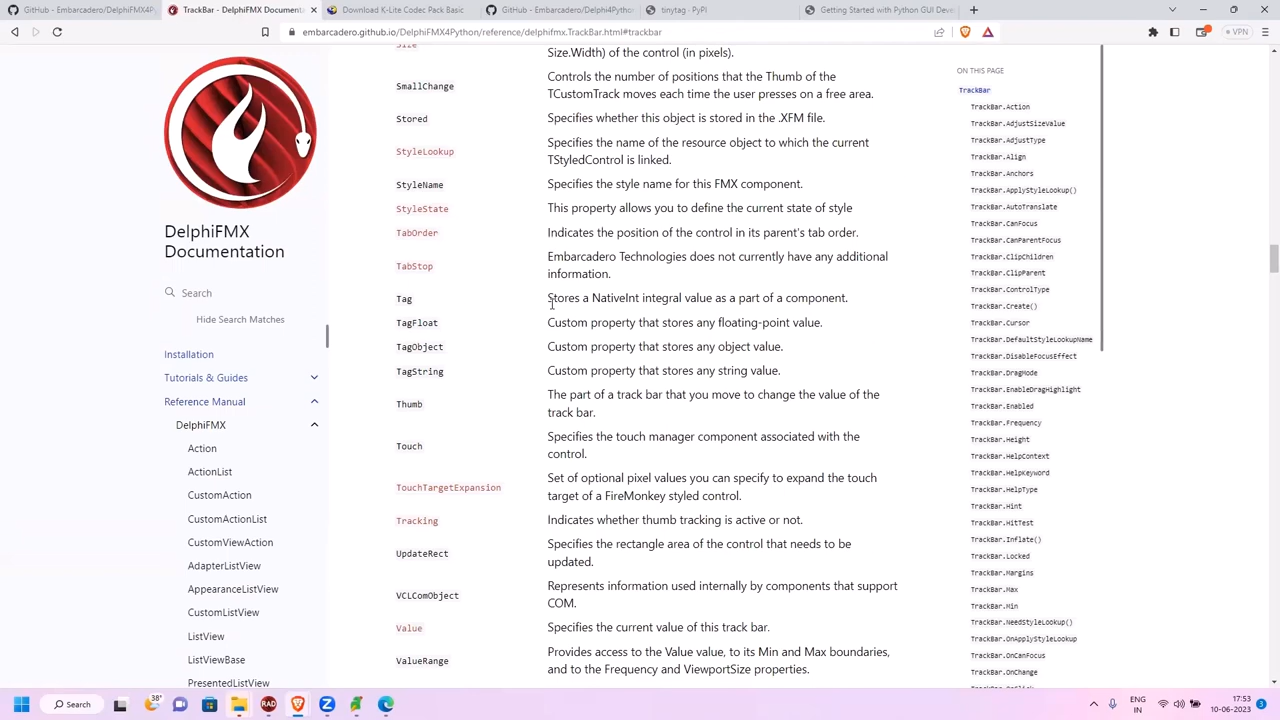 GitHub - Embarcadero/DelphiFMX4P
TrackBar - DelphiFMX Documenta
Download K-Lite Codec Pack Basic
GitHub - Embarcadero/DelphiFMX4P
tinytag · PyPI
Getting Started with Python GUI Dev
embarcadero.github.io/DelphiFMX4Python/reference/delphifmx.TrackBar.html#trackbar
VPN
DelphiFMX
Documentation
Search
Hide Search Matches
Installation
Tutorials & Guides
Reference Manual
DelphiFMX
Action
ActionList
CustomAction
CustomActionList
CustomViewAction
AdapterListView
AppearanceListView
CustomListView
ListView
ListViewBase
PresentedListView
Size
Size.Width) of the control (in pixels).
SmallChange
Controls the number of positions that the Thumb of the
TCustomTrack moves each time the user presses on a free area.
Stored
Specifies whether this object is stored in the .XFM file.
StyleLookup
Specifies the name of the resource object to which the current
TStyledControl is linked.
StyleName
Specifies the style name for this FMX component.
StyleState
This property allows you to define the current state of style
TabOrder
Indicates the position of the control in its parent's tab order.
TabStop
Embarcadero Technologies does not currently have any additional
information.
Tag
Stores a NativeInt integral value as a part of a component.
TagFloat
Custom property that stores any floating-point value.
TagObject
Custom property that stores any object value.
TagString
Custom property that stores any string value.
Thumb
The part of a track bar that you move to change the value of the
track bar.
Touch
Specifies the touch manager component associated with the
control.
TouchTargetExpansion
Set of optional pixel values you can specify to expand the touch
target of a FireMonkey styled control.
Tracking
Indicates whether thumb tracking is active or not.
UpdateRect
Specifies the rectangle area of the control that needs to be
updated.
VCLComObject
Represents information used internally by components that support
COM.
Value
Specifies the current value of this track bar.
ValueRange
Provides access to the Value value, to its Min and Max boundaries,
and to the Frequency and ViewportSize properties.
ON THIS PAGE
TrackBar
TrackBar.Action
TrackBar.AdjustSizeValue
TrackBar.AdjustType
TrackBar.Align
TrackBar.Anchors
TrackBar.ApplyStyleLookup()
TrackBar.AutoTranslate
TrackBar.CanFocus
TrackBar.CanParentFocus
TrackBar.ClipChildren
TrackBar.ClipParent
TrackBar.ControlType
TrackBar.Create()
TrackBar.Cursor
TrackBar.DefaultStyleLookupName
TrackBar.DisableFocusEffect
TrackBar.DragMode
TrackBar.EnableDragHighlight
TrackBar.Enabled
TrackBar.Frequency
TrackBar.Height
TrackBar.HelpContext
TrackBar.HelpKeyword
TrackBar.HelpType
TrackBar.Hint
TrackBar.HitTest
TrackBar.Inflate()
TrackBar.Locked
TrackBar.Margins
TrackBar.Max
TrackBar.Min
TrackBar.NeedStyleLookup()
TrackBar.OnApplyStyleLookup
TrackBar.OnCanFocus
TrackBar.OnChange
Search
38°
RAD
ENG
IN
17:53
10-06-2023
3